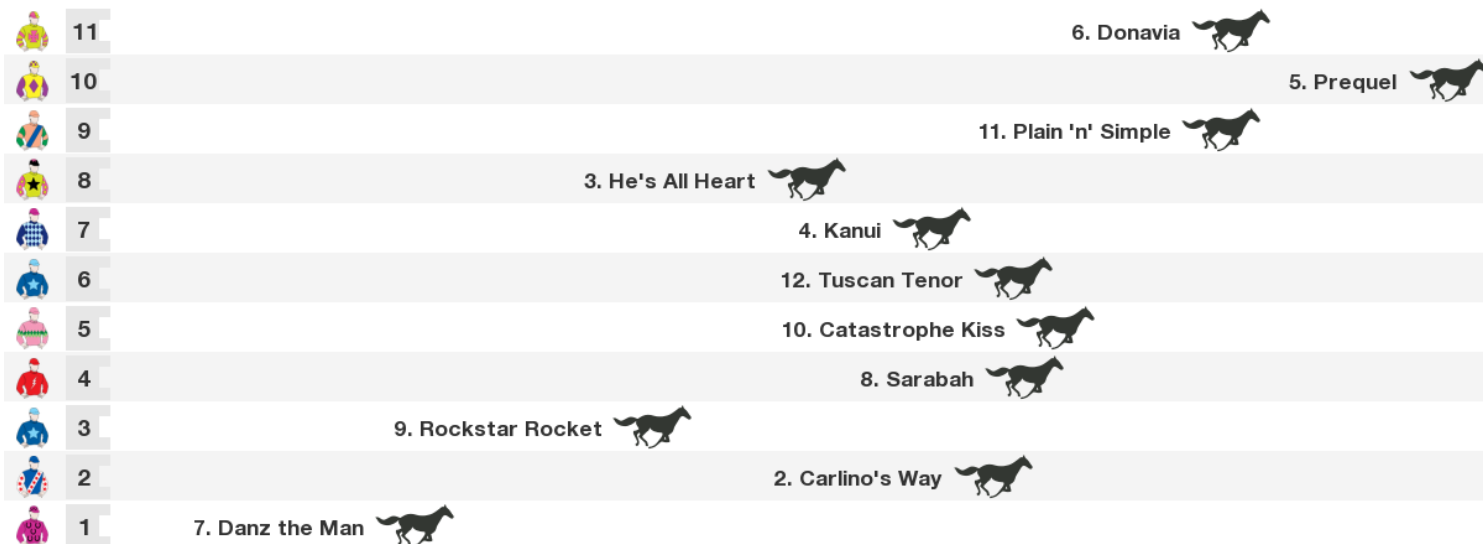 11 6. Donavia
10 5. Prequel
9 11. Plain 'n' Simple
8 3. He's All Heart
7 4. Kanui
6 12. Tuscan Tenor
5 10. Catastrophe Kiss
4 8. Sarabah
3 9. Rockstar Rocket
2 2. Carlino's Way
1 7. Danz the Man